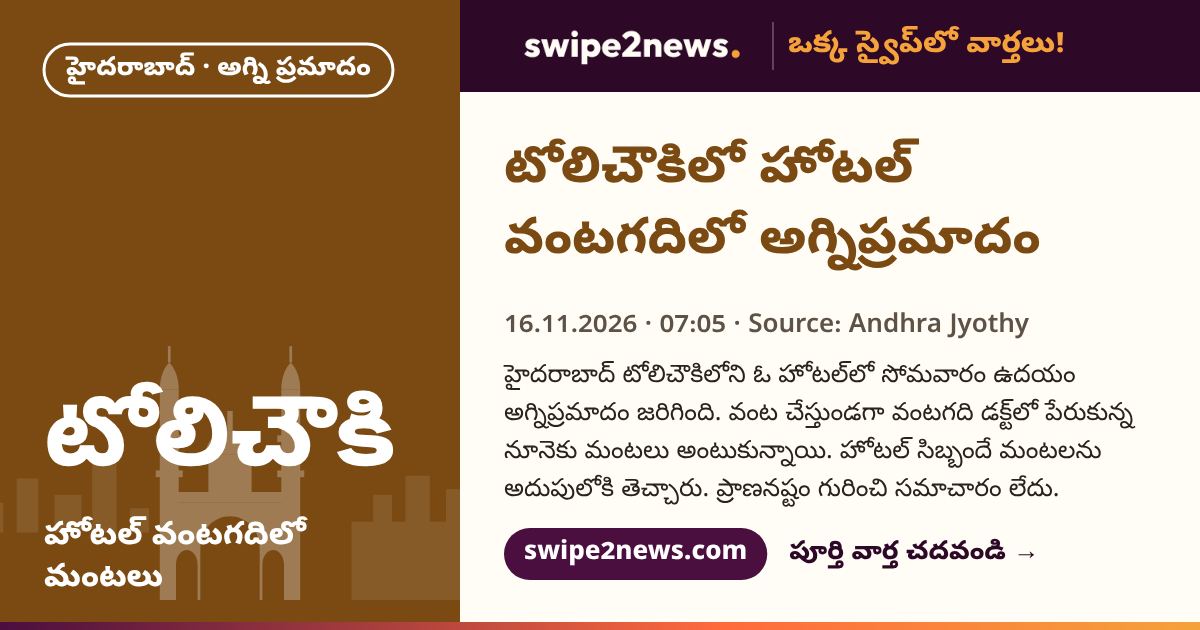 హైదరాబాద్ · అగ్ని ప్రమాదం
టోలిచౌకి
హోటల్ వంటగదిలో
మంటలు
swipe2news.
ఒక్క స్వైప్‌లో వార్తలు!
టోలిచౌకిలో హోటల్
వంటగదిలో అగ్నిప్రమాదం
16.11.2026 · 07:05 · Source: Andhra Jyothy
హైదరాబాద్ టోలిచౌకిలోని ఓ హోటల్‌లో సోమవారం ఉదయం
అగ్నిప్రమాదం జరిగింది. వంట చేస్తుండగా వంటగది డక్ట్‌లో పేరుకున్న
నూనెకు మంటలు అంటుకున్నాయి. హోటల్ సిబ్బందే మంటలను
అదుపులోకి తెచ్చారు. ప్రాణనష్టం గురించి సమాచారం లేదు.
swipe2news.com
పూర్తి వార్త చదవండి →